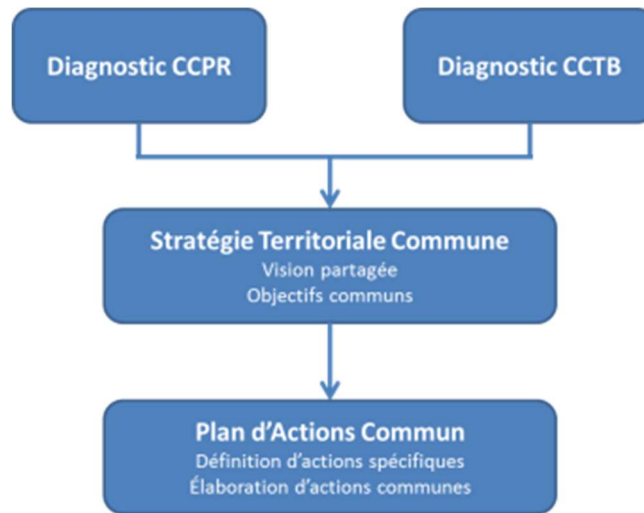 Diagnostic CCPR
Diagnostic CCTB
Stratégie Territoriale Commune
Vision partagée
Objectifs communs
Plan d’Actions Commun
Définition d’actions spécifiques
Élaboration d’actions communes